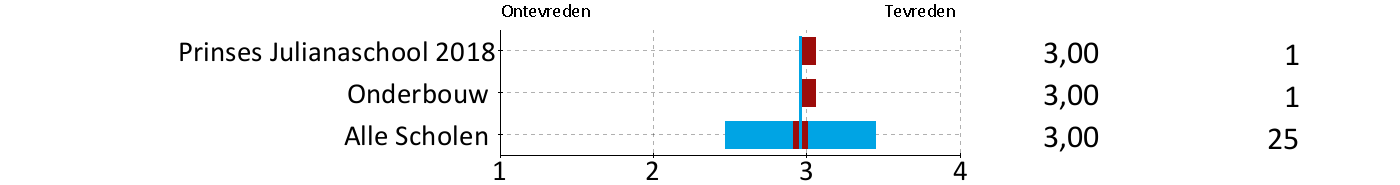 Ontevreden Tevreden
Prinses Julianaschool 2018 3,00 1
Onderbouw 3,00 1
Alle Scholen 3,00 25
1 2 3 4